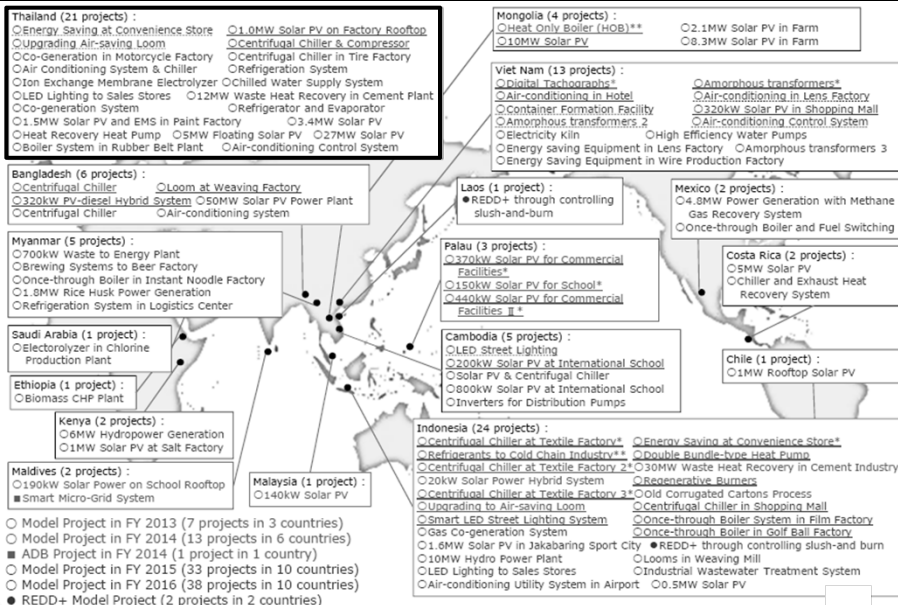 Thailand (21 projects) :
○Energy Saving at Convenience Store ○1.0MW Solar PV on Factory Rooftop
○Upgrading Air-saving Loom ○Centrifugal Chiller & Compressor
○Co-Generation in Motorcycle Factory ○Centrifugal Chiller in Tire Factory
○Air Conditioning System & Chiller ○Refrigeration System
○Ion Exchange Membrane Electrolyzer ○Chilled Water Supply System
○LED Lighting to Sales Stores ○12MW Waste Heat Recovery in Cement Plant
○Co-generation System ○Refrigerator and Evaporator
○1.5MW Solar PV and EMS in Paint Factory ○3.4MW Solar PV
○Heat Recovery Heat Pump ○5MW Floating Solar PV ○27MW Solar PV
○Boiler System in Rubber Belt Plant ○Air-conditioning Control System
Mongolia (4 projects) :
○Heat Only Boiler (HOB)** ○2.1MW Solar PV in Farm
○10MW Solar PV ○8.3MW Solar PV in Farm
Viet Nam (13 projects) :
○Digital Tachographs* ○Amorphous transformers*
○Air-conditioning in Hotel ○Air-conditioning in Lens Factory
○Container Formation Facility ○320kW Solar PV in Shopping Mall
○Amorphous transformers 2 ○Air-conditioning Control System
○Electricity Kiln ○High Efficiency Water Pumps
○Energy saving Equipment in Lens Factory ○Amorphous transformers 3
○Energy Saving Equipment in Wire Production Factory
Bangladesh (6 projects) :
○Centrifugal Chiller ○Loom at Weaving Factory
○320kW PV-diesel Hybrid System ○50MW Solar PV Power Plant
○Centrifugal Chiller ○Air-conditioning system
Laos (1 project) :
●REDD+ through controlling
slush-and-burn
Mexico (2 projects) :
○4.8MW Power Generation with Methane
Gas Recovery System
○Once-through Boiler and Fuel Switching
Myanmar (5 projects) :
○700kW Waste to Energy Plant
○Brewing Systems to Beer Factory
○Once-through Boiler in Instant Noodle Factory
○1.8MW Rice Husk Power Generation
○Refrigeration System in Logistics Center
Palau (3 projects) :
○370kW Solar PV for Commercial
Facilities*
○150kW Solar PV for School*
○440kW Solar PV for Commercial
Facilities Ⅱ*
Costa Rica (2 projects) :
○5MW Solar PV
○Chiller and Exhaust Heat
Recovery System
Saudi Arabia (1 project) :
○Electorolyzer in Chlorine
Production Plant
Cambodia (5 projects) :
○LED Street Lighting
○200kW Solar PV at International School
○Solar PV & Centrifugal Chiller
○800kW Solar PV at International School
○Inverters for Distribution Pumps
Chile (1 project) :
○1MW Rooftop Solar PV
Ethiopia (1 project) :
○Biomass CHP Plant
Kenya (2 projects) :
○6MW Hydropower Generation
○1MW Solar PV at Salt Factory
Maldives (2 projects) :
○190kW Solar Power on School Rooftop
■Smart Micro-Grid System
Malaysia (1 project) :
○140kW Solar PV
Indonesia (24 projects) :
○Centrifugal Chiller at Textile Factory* ○Energy Saving at Convenience Store*
○Refrigerants to Cold Chain Industry** ○Double Bundle-type Heat Pump
○Centrifugal Chiller at Textile Factory 2* ○30MW Waste Heat Recovery in Cement Industry
○20kW Solar Power Hybrid System ○Regenerative Burners
○Centrifugal Chiller at Textile Factory 3* ○Old Corrugated Cartons Process
○Upgrading to Air-saving Loom ○Centrifugal Chiller in Shopping Mall
○Smart LED Street Lighting System ○Once-through Boiler System in Film Factory
○Gas Co-generation System ○Once-through Boiler in Golf Ball Factory
○1.6MW Solar PV in Jakabaring Sport City ●REDD+ through controlling slush-and burn
○10MW Hydro Power Plant ○Looms in Weaving Mill
○LED Lighting to Sales Stores ○Industrial Wastewater Treatment System
○Air-conditioning Utility System in Airport ○0.5MW Solar PV
○ Model Project in FY 2013 (7 projects in 3 countries)
○ Model Project in FY 2014 (13 projects in 6 countries)
■ ADB Project in FY 2014 (1 project in 1 country)
○ Model Project in FY 2015 (33 projects in 10 countries)
○ Model Project in FY 2016 (38 projects in 10 countries)
● REDD+ Model Project (2 projects in 2 countries)